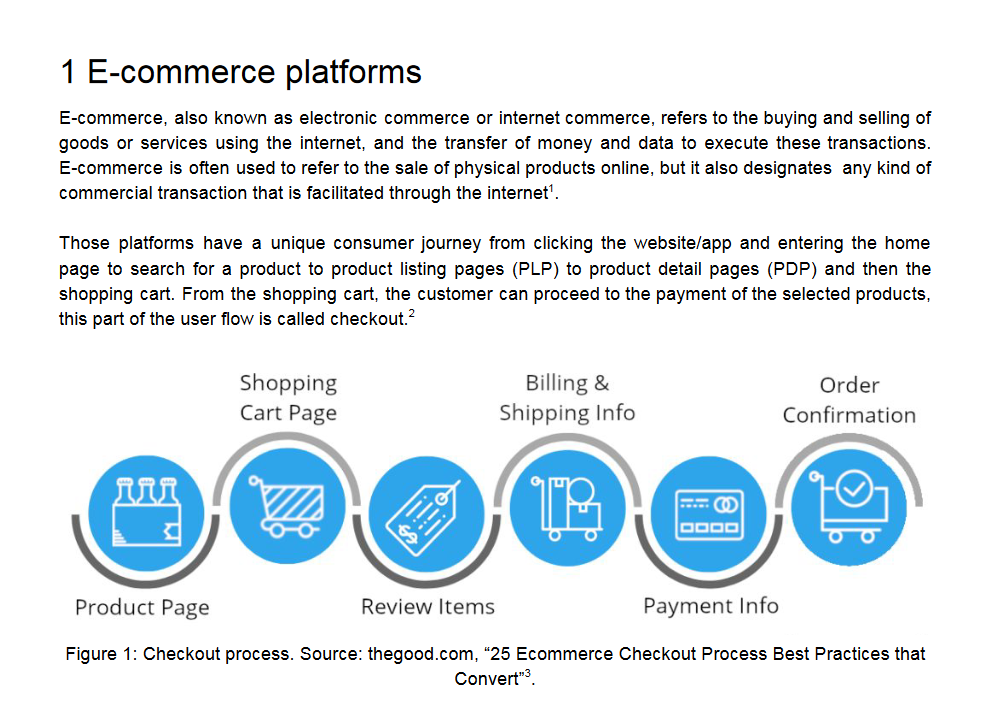 1 E-commerce platforms
E-commerce, also known as electronic commerce or internet commerce, refers to the buying and selling of
goods or services using the internet, and the transfer of money and data to execute these transactions.
E-commerce is often used to refer to the sale of physical products online, but it also designates  any kind of
commercial transaction that is facilitated through the internet¹.
Those platforms have a unique consumer journey from clicking the website/app and entering the home
page to search for a product to product listing pages (PLP) to product detail pages (PDP) and then the
shopping cart. From the shopping cart, the customer can proceed to the payment of the selected products,
this part of the user flow is called checkout.²
Shopping
Cart Page
Billing &
Shipping Info
Order
Confirmation
Product Page
Review Items
Payment Info
Figure 1: Checkout process. Source: thegood.com, “25 Ecommerce Checkout Process Best Practices that
Convert”³.